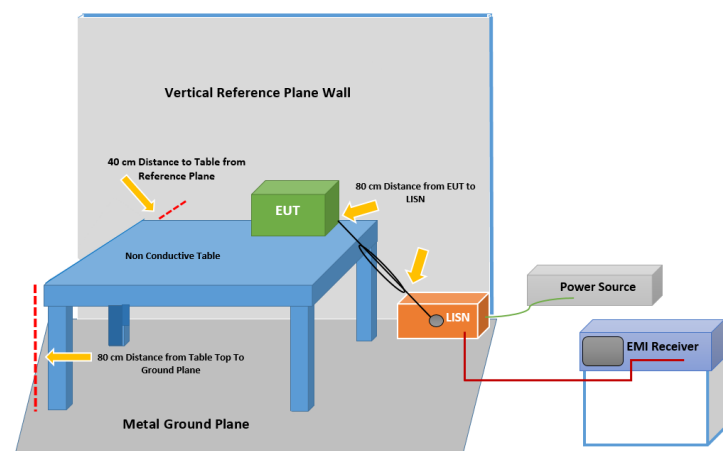 Vertical Reference Plane Wall
40 cm Distance to Table from
Reference Plane
80 cm Distance from EUT to
LISN
EUT
Non Conductive Table
Power Source
LISN
EMI Receiver
80 cm Distance from Table Top To
Ground Plane
Metal Ground Plane